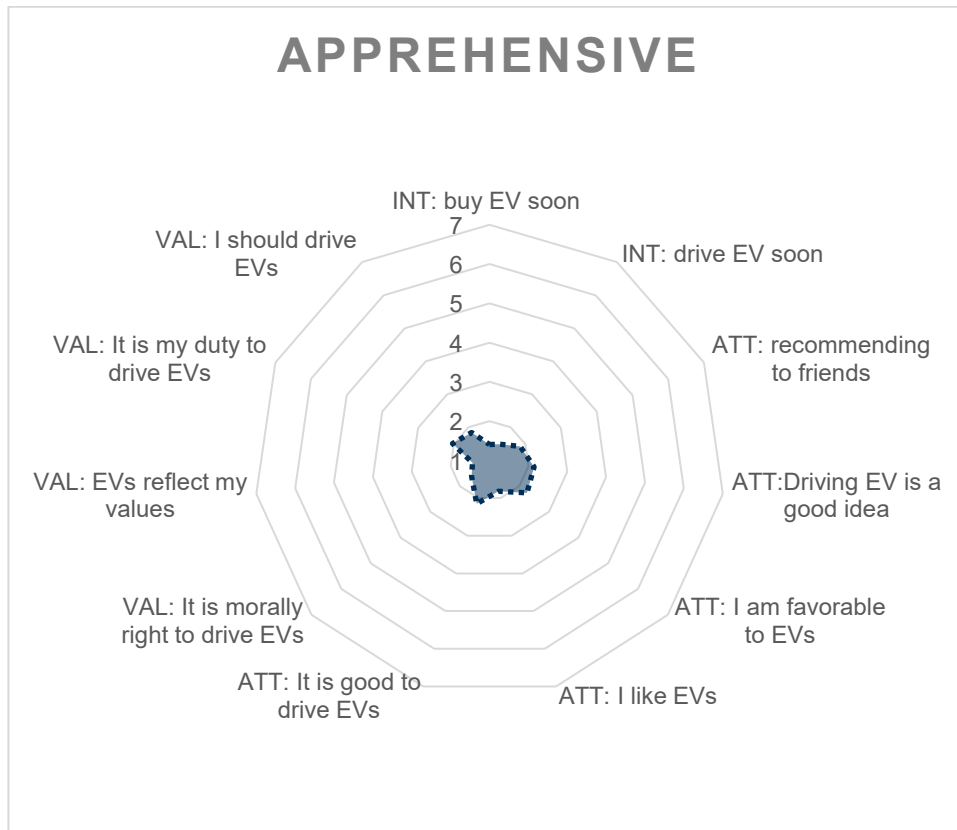 APPREHENSIVE
INT: buy EV soon
7
6
5
4
3
2
1
INT: drive EV soon
ATT: recommending
to friends
ATT:Driving EV is a
good idea
ATT: I am favorable
to EVs
ATT: I like EVs
ATT: It is good to
drive EVs
VAL: It is morally
right to drive EVs
VAL: EVs reflect my
values
VAL: It is my duty to
drive EVs
VAL: I should drive
EVs